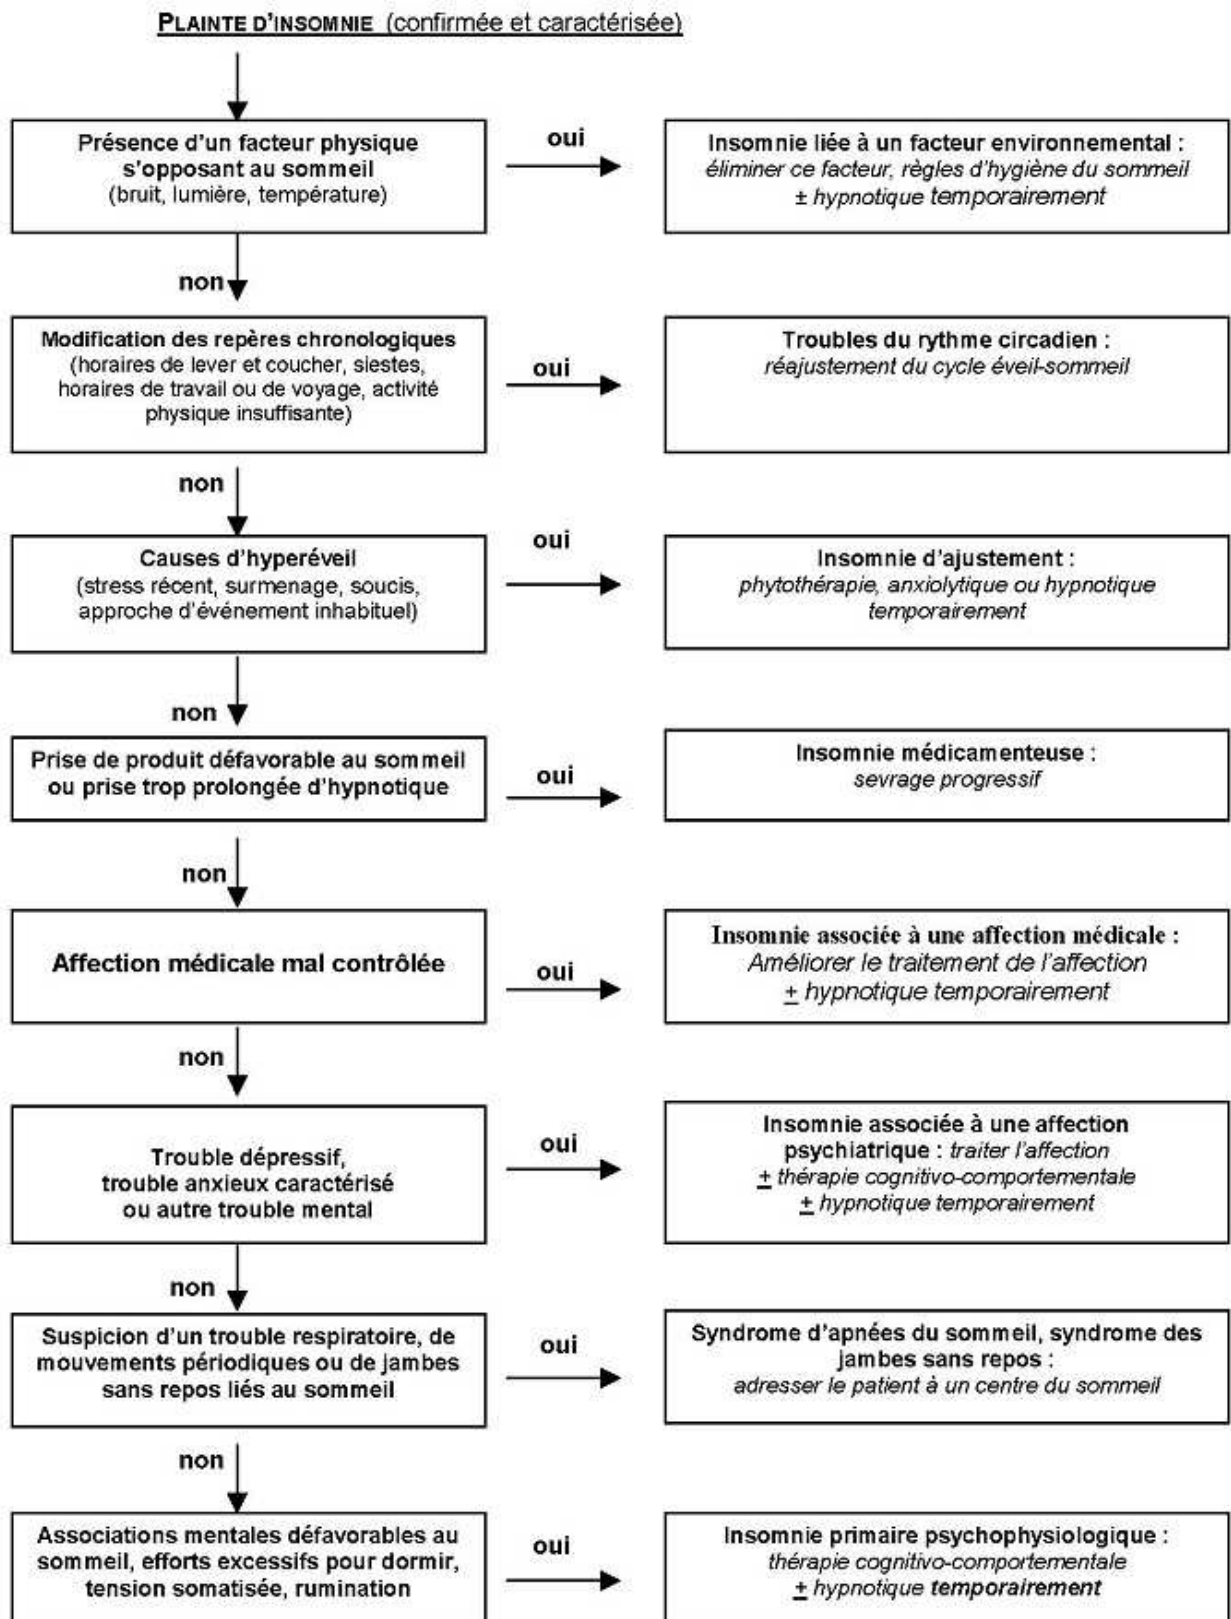 PLAINTE D'INSOMNIE (confirmée et caractérisée)
Présence d'un facteur physique
s'opposant au sommeil
(bruit, lumière, température)
oui
Insomnie liée à un facteur environnemental :
éliminer ce facteur, règles d'hygiène du sommeil
± hypnotique temporairement
non
Modification des repères chronologiques
(horaires de lever et coucher, siestes,
horaires de travail ou de voyage, activité
physique insuffisante)
oui
Troubles du rythme circadien :
réajustement du cycle éveil-sommeil
non
Causes d'hyperéveil
(stress récent, surmenage, soucis,
approche d'événement inhabituel)
oui
Insomnie d'ajustement :
phytothérapie, anxiolytique ou hypnotique
temporairement
non
Prise de produit défavorable au sommeil
ou prise trop prolongée d'hypnotique
oui
Insomnie médicamenteuse :
sevrage progressif
non
Affection médicale mal contrôlée
oui
Insomnie associée à une affection médicale :
Améliorer le traitement de l'affection
± hypnotique temporairement
non
Trouble dépressif,
trouble anxieux caractérisé
ou autre trouble mental
oui
Insomnie associée à une affection
psychiatrique : traiter l'affection
± thérapie cognitivo-comportementale
± hypnotique temporairement
non
Suspicion d'un trouble respiratoire, de
mouvements périodiques ou de jambes
sans repos liés au sommeil
oui
Syndrome d'apnées du sommeil, syndrome des
jambes sans repos :
adresser le patient à un centre du sommeil
non
Associations mentales défavorables au
sommeil, efforts excessifs pour dormir,
tension somatisée, rumination
oui
Insomnie primaire psychophysiologique :
thérapie cognitivo-comportementale
± hypnotique temporairement